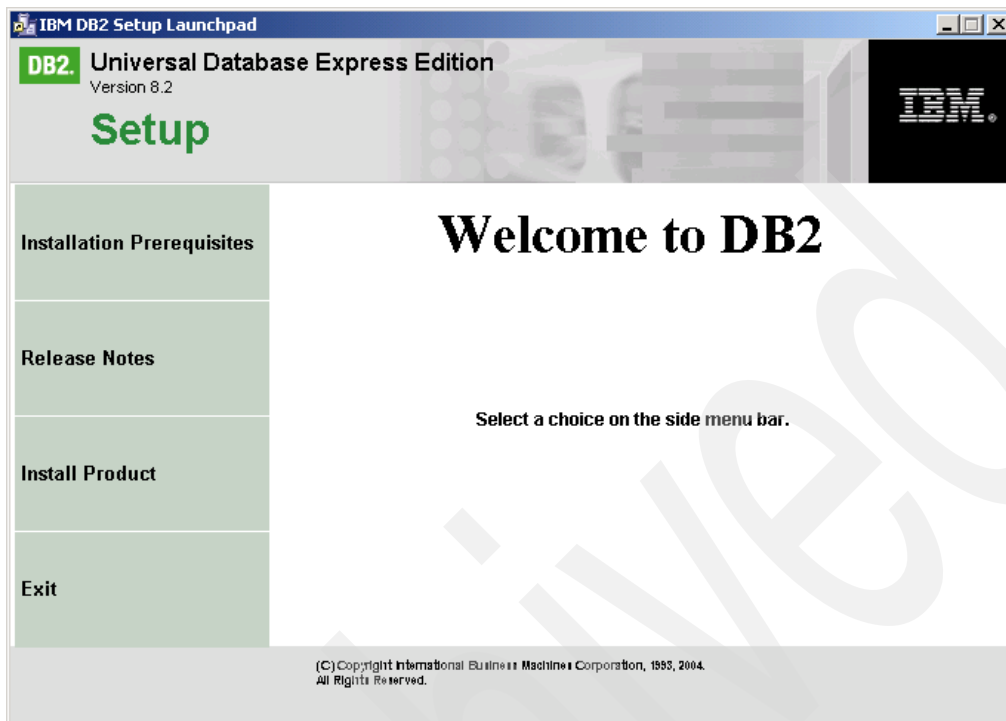 IBM DB2 Setup Launchpad
DB2. Universal Database Express Edition
Version 8.2
Setup
IBM.
Installation Prerequisites
Release Notes
Install Product
Exit
Welcome to DB2
Select a choice on the side menu bar.
(C) Copyright International Business Machines Corporation, 1993, 2004.
All Rights Reserved.
hived